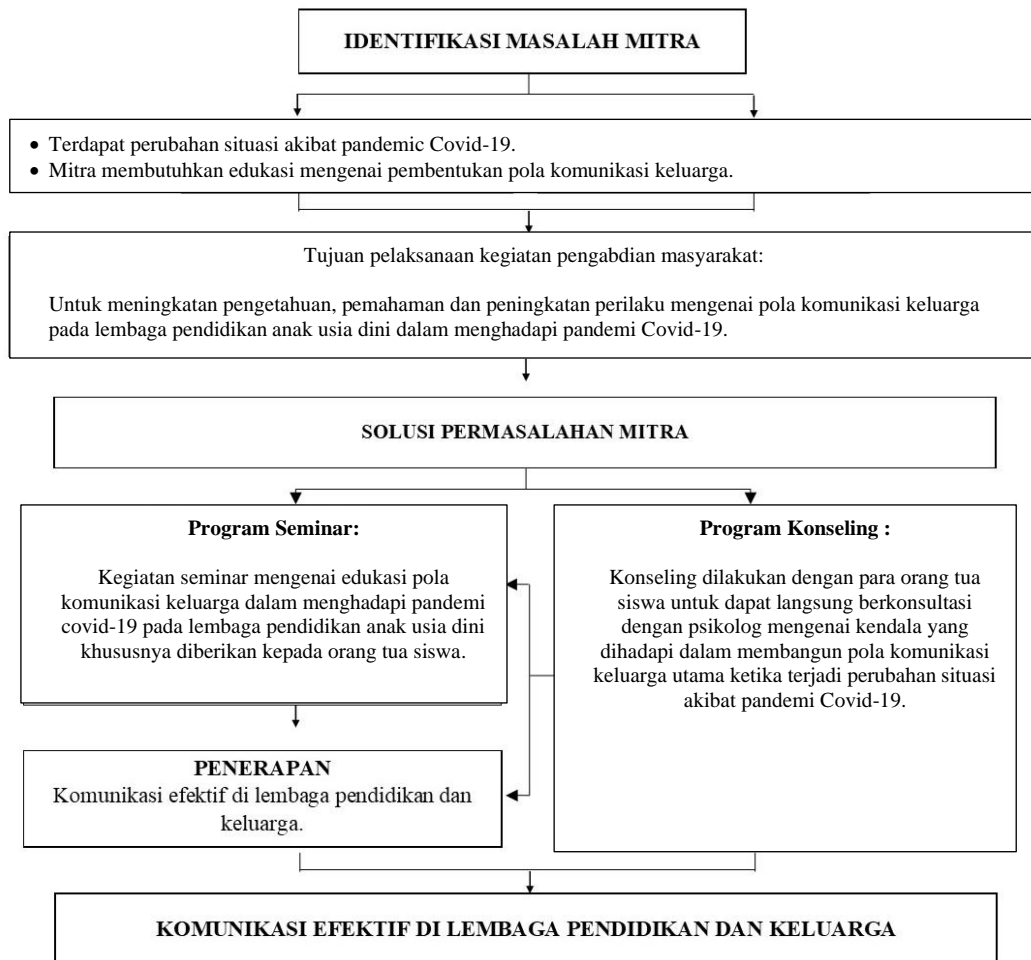 IDENTIFIKASI MASALAH MITRA
• Terdapat perubahan situasi akibat pandemic Covid-19.
• Mitra membutuhkan edukasi mengenai pembentukan pola komunikasi keluarga.
Tujuan pelaksanaan kegiatan pengabdian masyarakat:
Untuk meningkatan pengetahuan, pemahaman dan peningkatan perilaku mengenai pola komunikasi keluarga
pada lembaga pendidikan anak usia dini dalam menghadapi pandemi Covid-19.
SOLUSI PERMASALAHAN MITRA
Program Seminar:
Kegiatan seminar mengenai edukasi pola
komunikasi keluarga dalam menghadapi pandemi
covid-19 pada lembaga pendidikan anak usia dini
khususnya diberikan kepada orang tua siswa.
Program Konseling :
Konseling dilakukan dengan para orang tua
siswa untuk dapat langsung berkonsultasi
dengan psikolog mengenai kendala yang
dihadapi dalam membangun pola komunikasi
keluarga utama ketika terjadi perubahan situasi
akibat pandemi Covid-19.
PENERAPAN
Komunikasi efektif di lembaga pendidikan dan
keluarga.
KOMUNIKASI EFEKTIF DI LEMBAGA PENDIDIKAN DAN KELUARGA